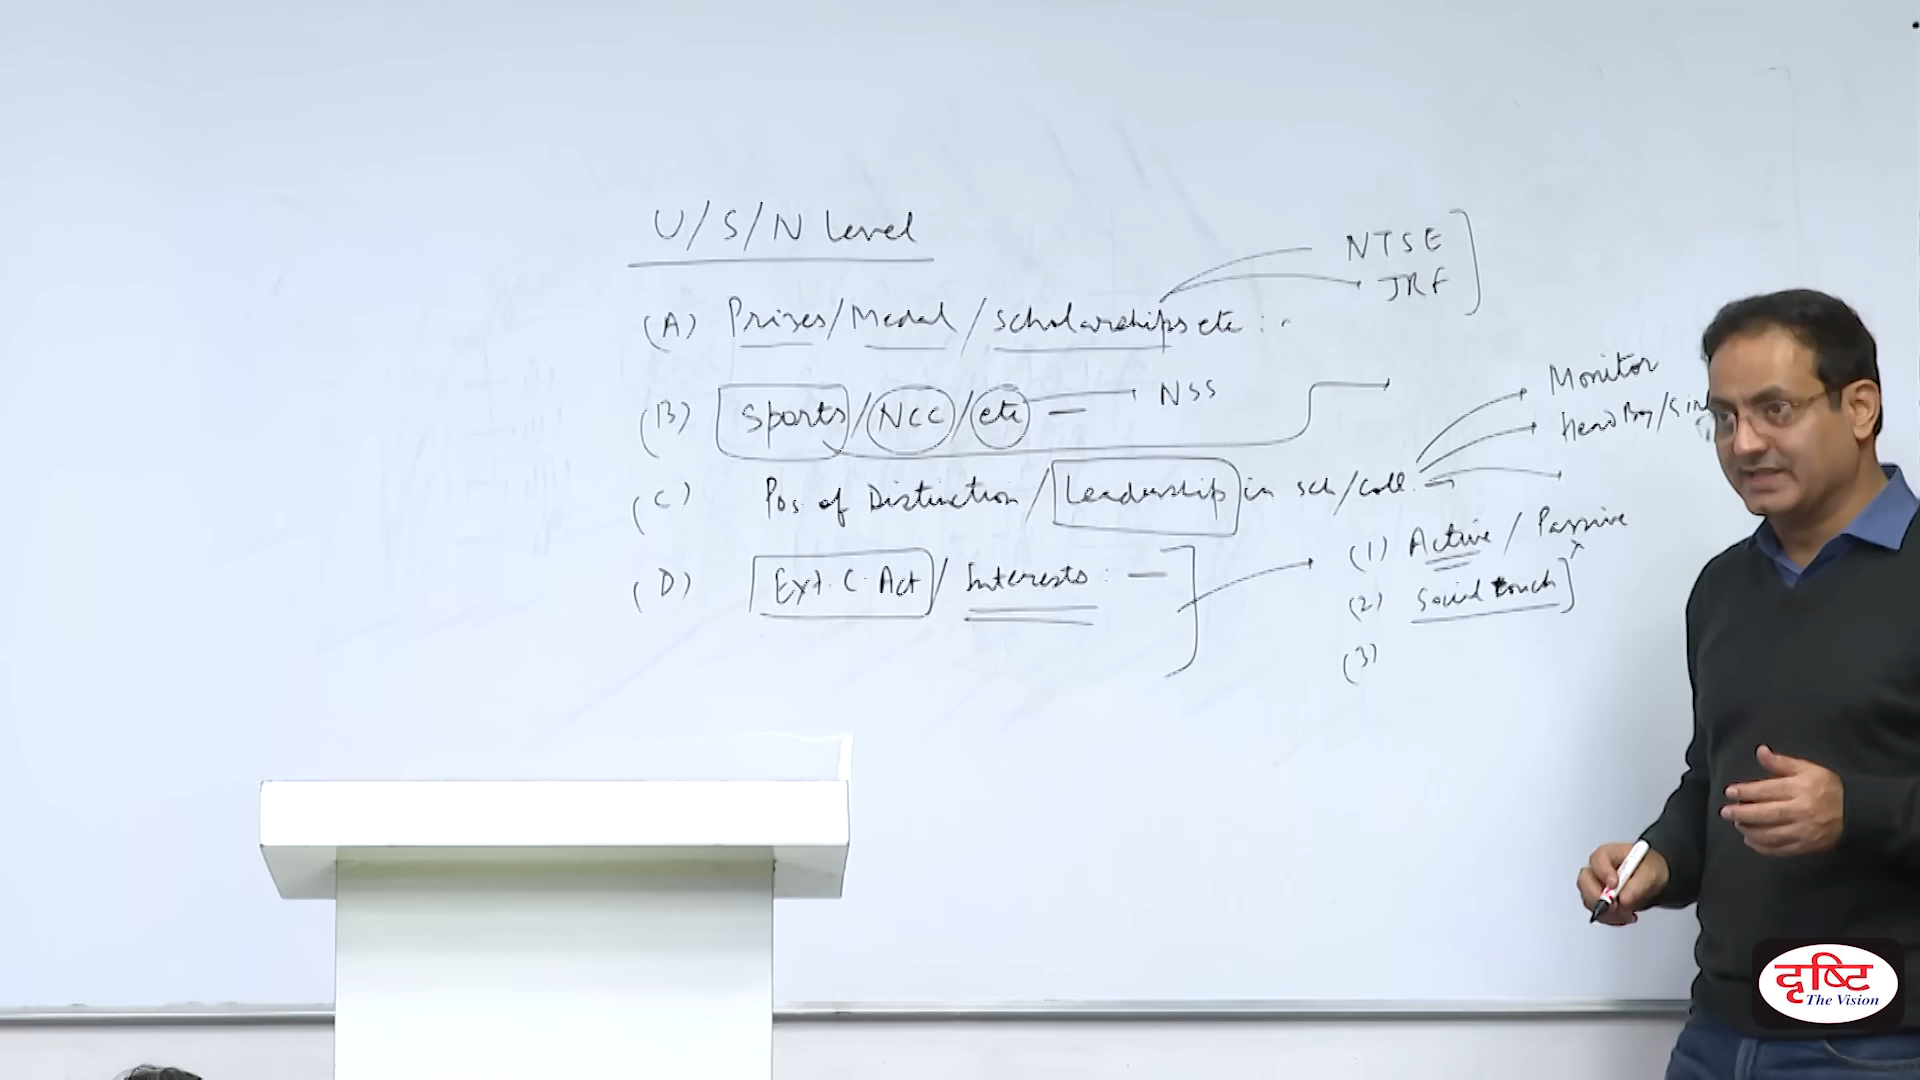 U/S/N Level
NTSE
JRF
(A) Prizes/Medal/Scholarships etc :-
(B) Sports/NCC/etc —
NSS
Monitor
Head Boy/Gir
(C) Pos. of Distinction/Leadership in sch/coll.
(D) Ext. C. Act/Interests: —
(1) Active/Passive
(2) Social touch
(3)
दृष्टि
The Vision